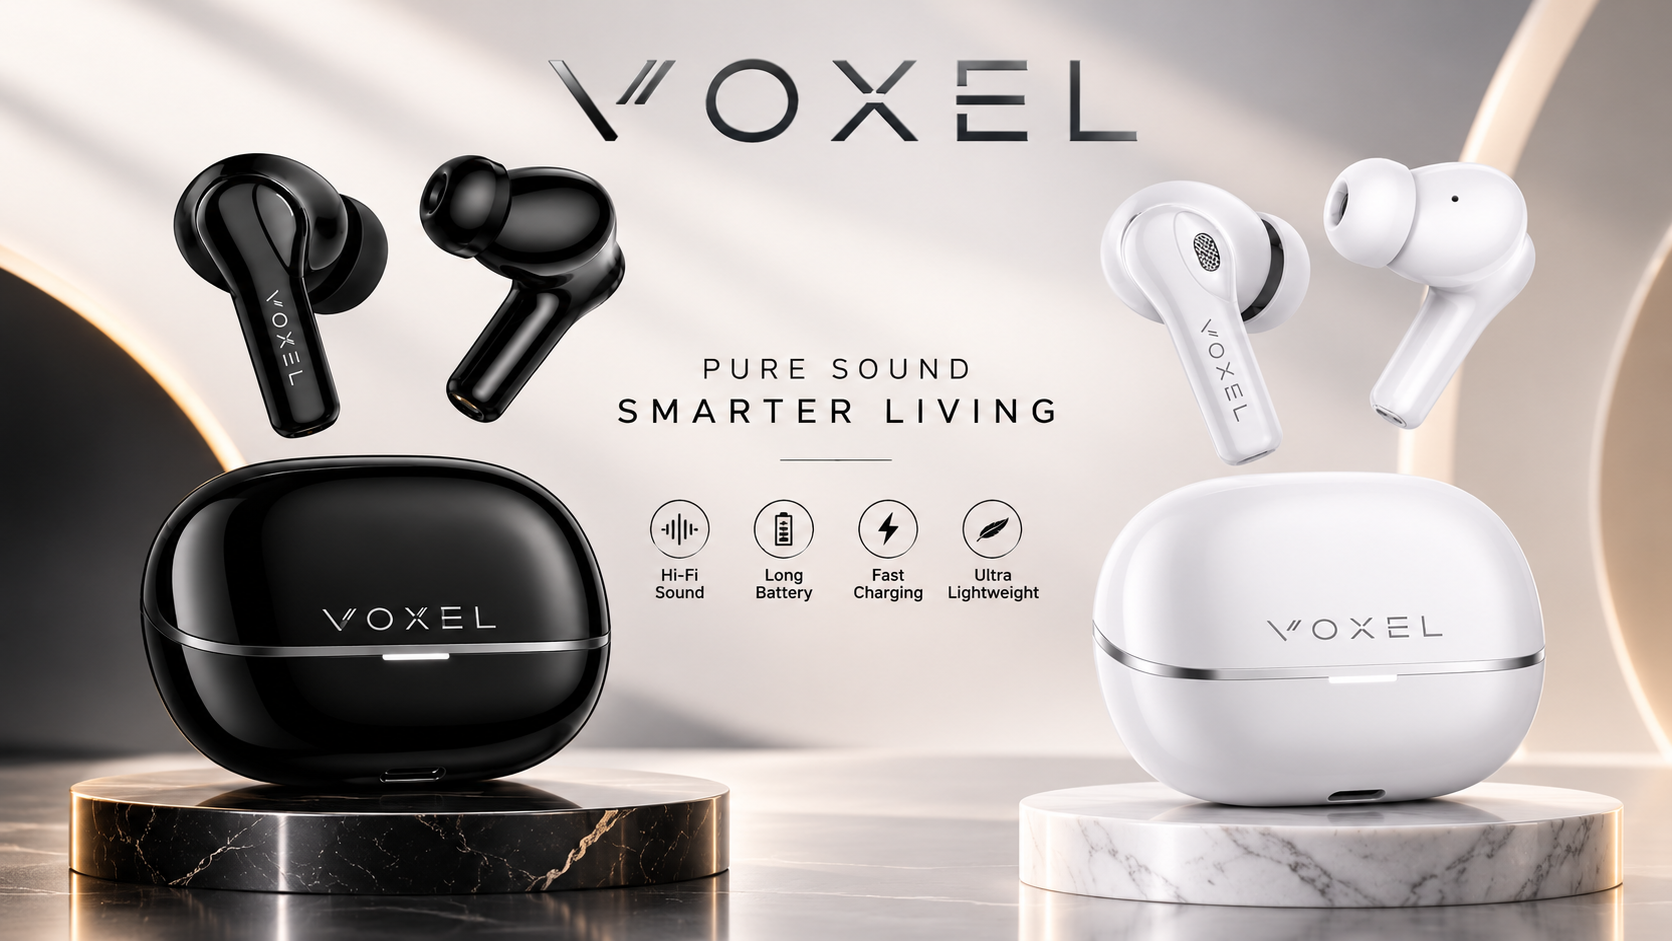 VOXEL
VOXEL
VOXEL
PURE SOUND
SMARTER LIVING
Hi-Fi
Sound
Long
Battery
Fast
Charging
Ultra
Lightweight
VOXEL
VOXEL